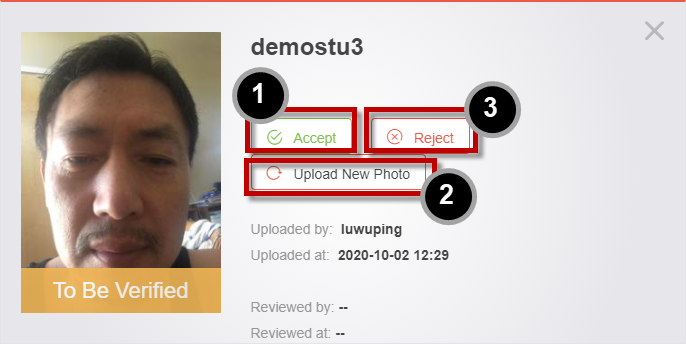 demostu3
1
Accept
3
Reject
Upload New Photo
2
Uploaded by: luwuping
Uploaded at: 2020-10-02 12:29
To Be Verified
Reviewed by: --
Reviewed at: --